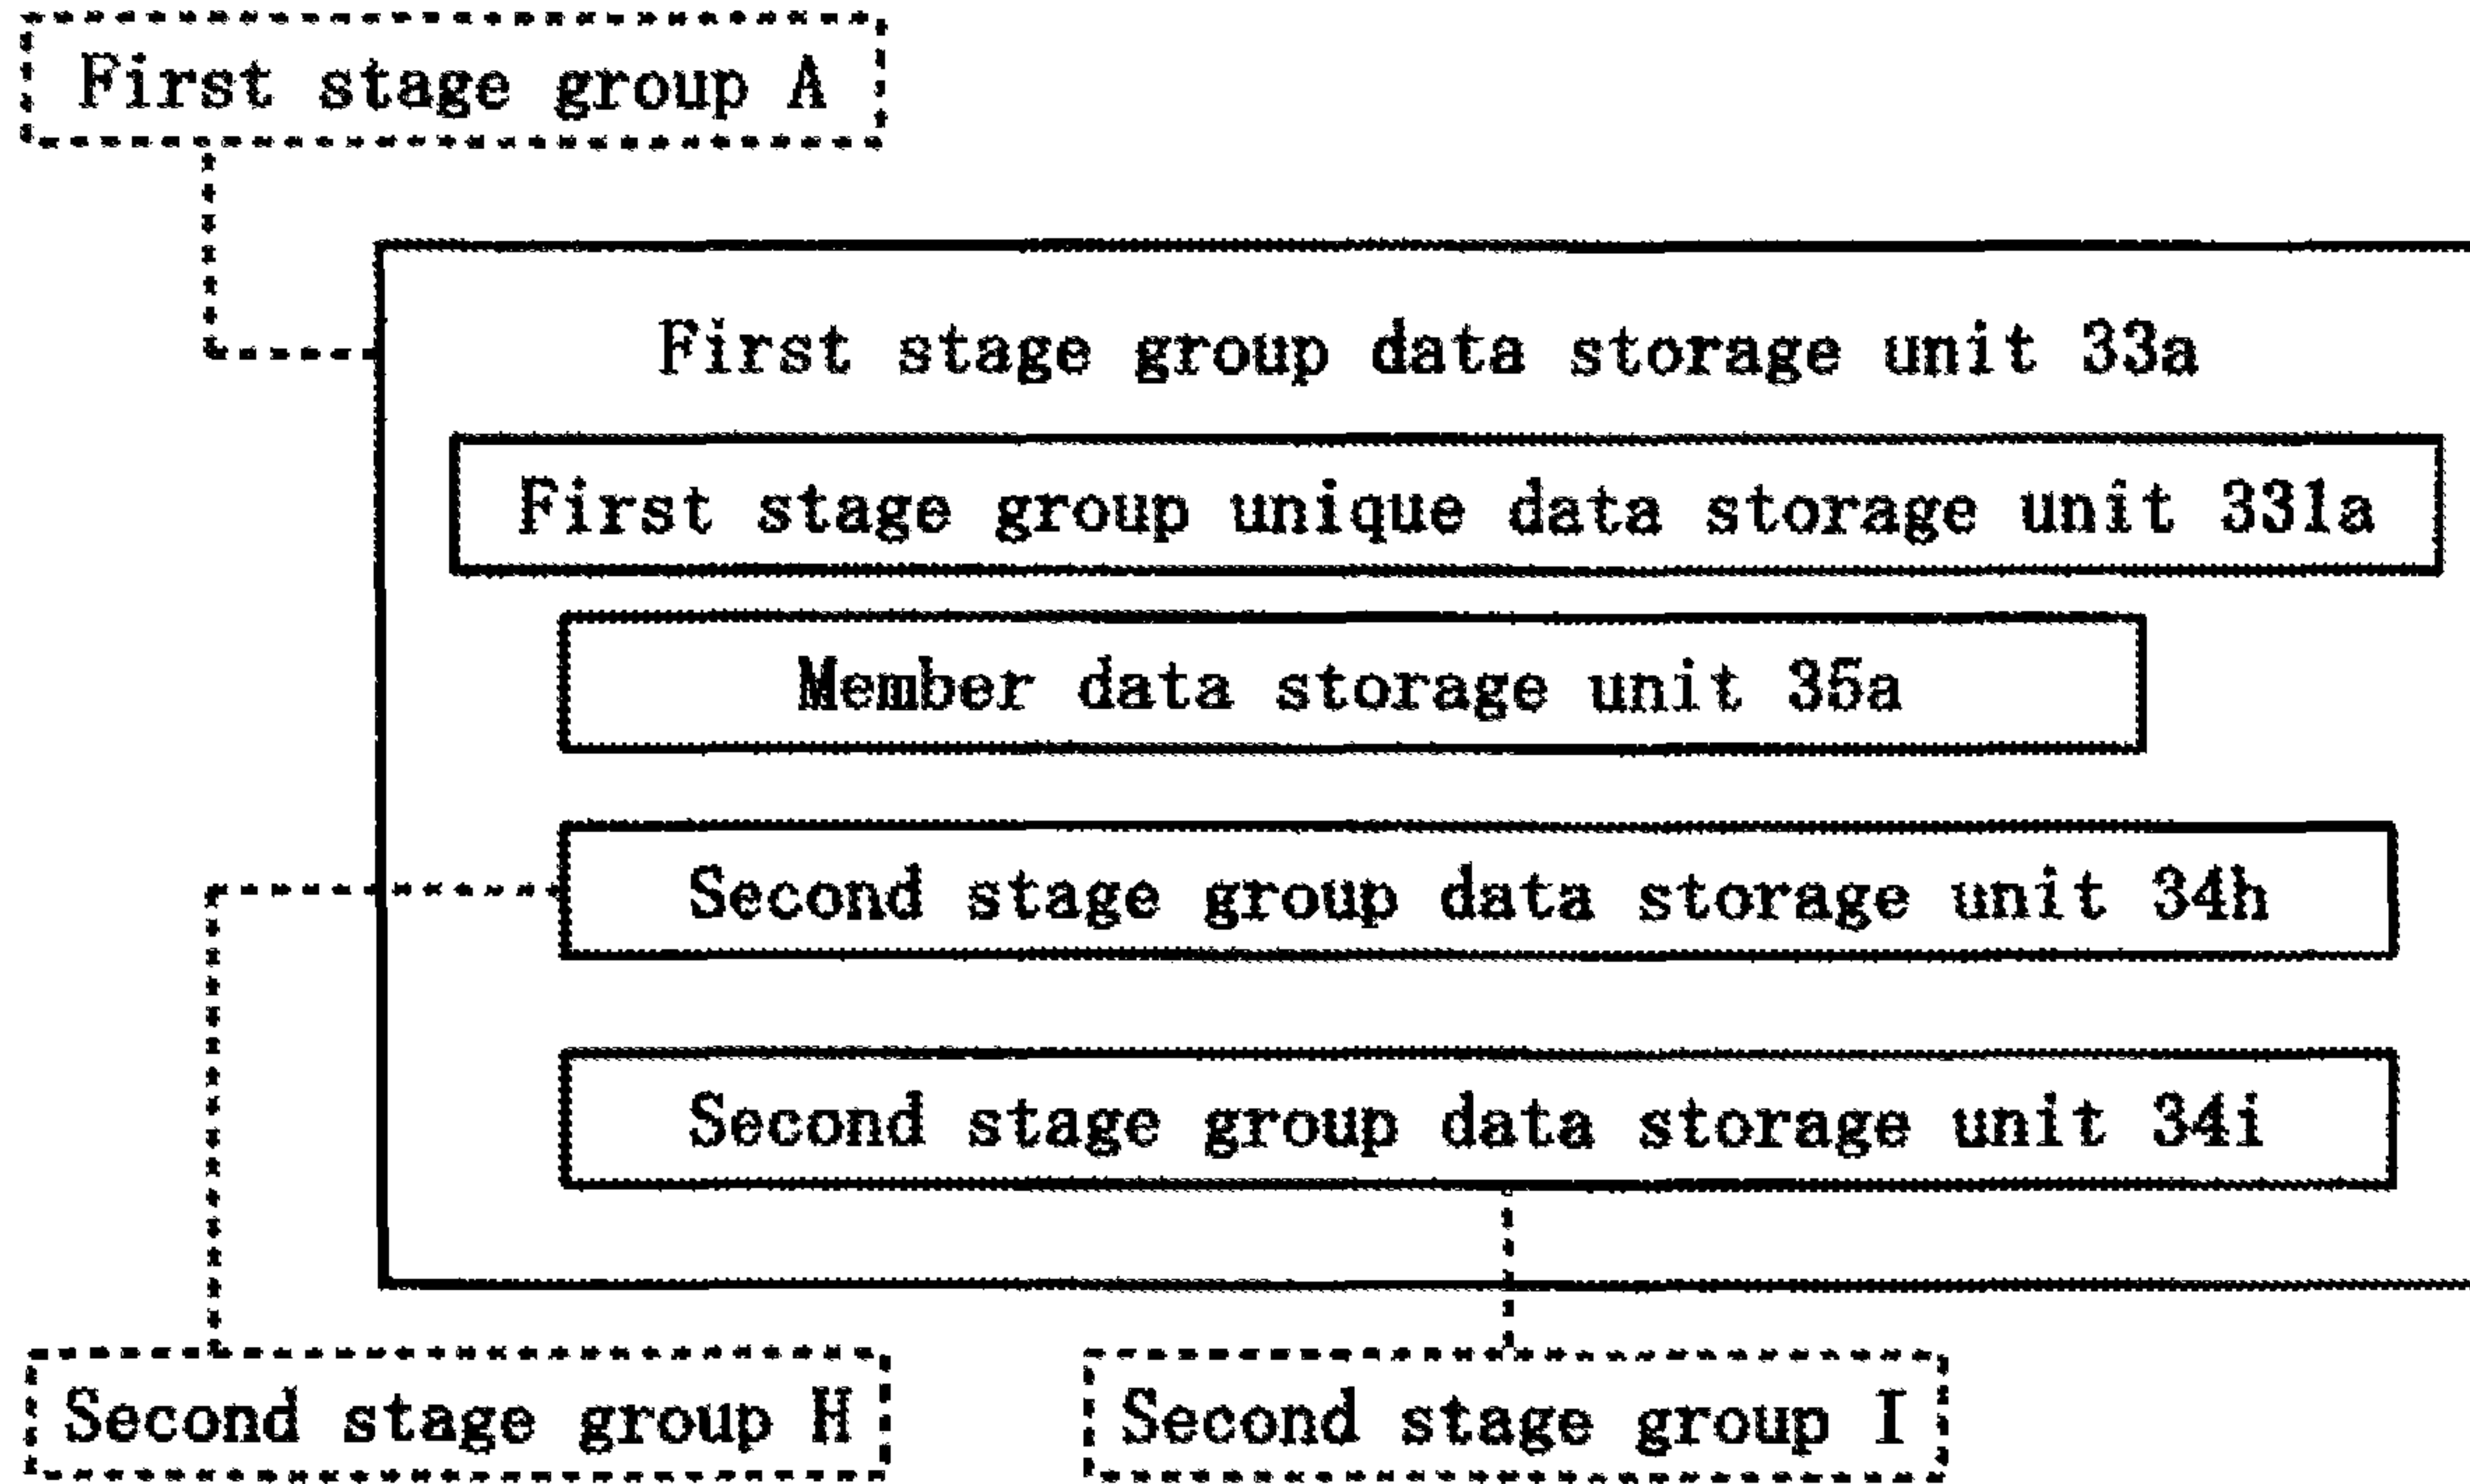 First stage group A
First stage group data storage unit 33a
First stage group unique data storage unit 331a
Member data storage unit 35a
Second stage group data storage unit 34h
Second stage group data storage unit 34i
Second stage group H
Second stage group I